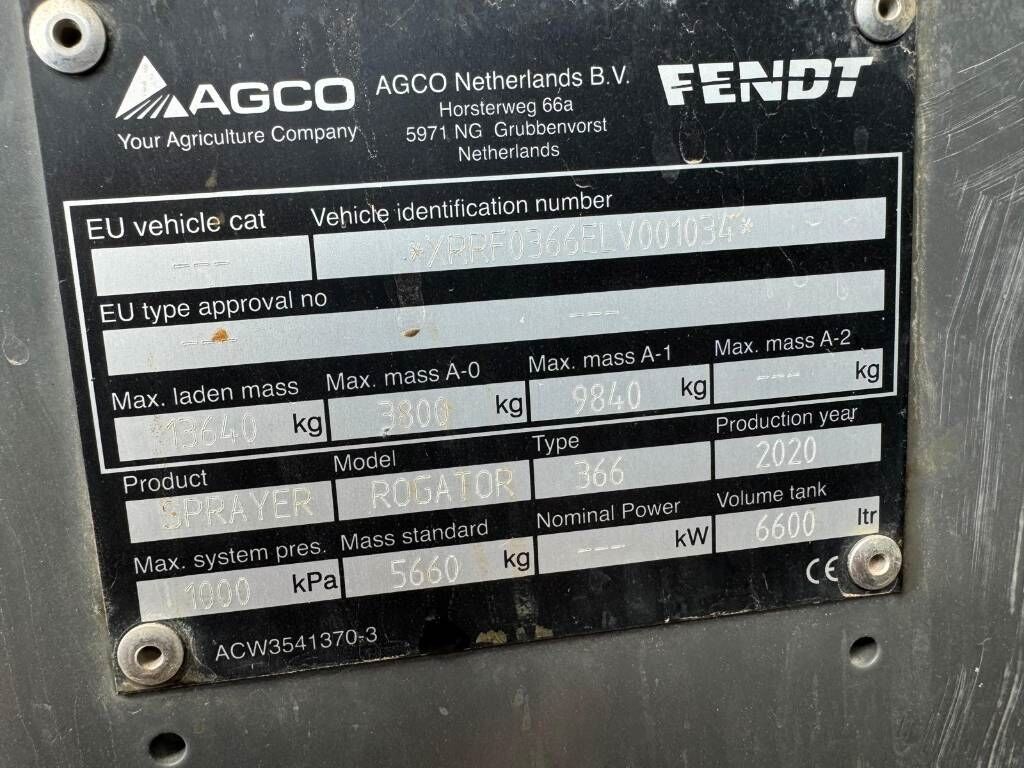 AGCO
Your Agriculture Company
AGCO Netherlands B.V.
Horsterweg 66a
5971 NG Grubbenvorst
Netherlands
FENDT
EU vehicle cat
---
Vehicle identification number
*XRRF0366ELV001034*
EU type approval no
--- ---
Max. laden mass
13640 kg
Max. mass A-0
3800 kg
Max. mass A-1
9840 kg
Max. mass A-2
--- kg
Product
SPRAYER
Model
ROGATOR
Type
366
Production year
2020
Max. system pres.
1000 kPa
Mass standard
5660 kg
Nominal Power
--- kW
Volume tank
6600 ltr
CE
ACW3541370-3